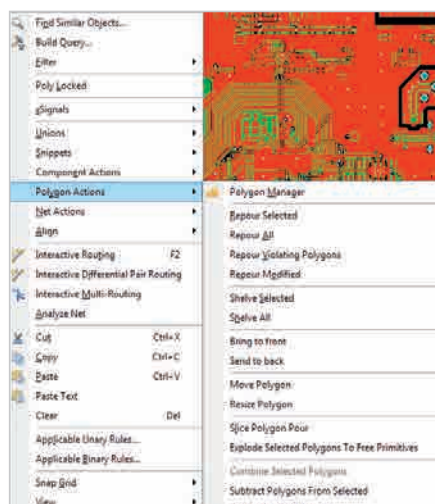 Find Similar Objects...
Build Query...
Filter
Poly Locked
xSignals
Unions
Snippets
Component Actions
Polygon Actions
Net Actions
Align
Interactive Routing F2
Interactive Differential Pair Routing
Interactive Multi-Routing
Analyze Net
Cut Ctrl+X
Copy Ctrl+C
Paste Ctrl+V
Paste Text
Clear Del
Applicable Unary Rules...
Applicable Binary Rules...
Snap Grid
View
Polygon Manager
Repour Selected
Repour All
Repour Violating Polygons
Repour Modified
Shelve Selected
Shelve All
Bring to front
Send to back
Move Polygon
Resize Polygon
Slice Polygon Pour
Explode Selected Polygons To Free Primitives
Combine Selected Polygons
Subtract Polygons From Selected